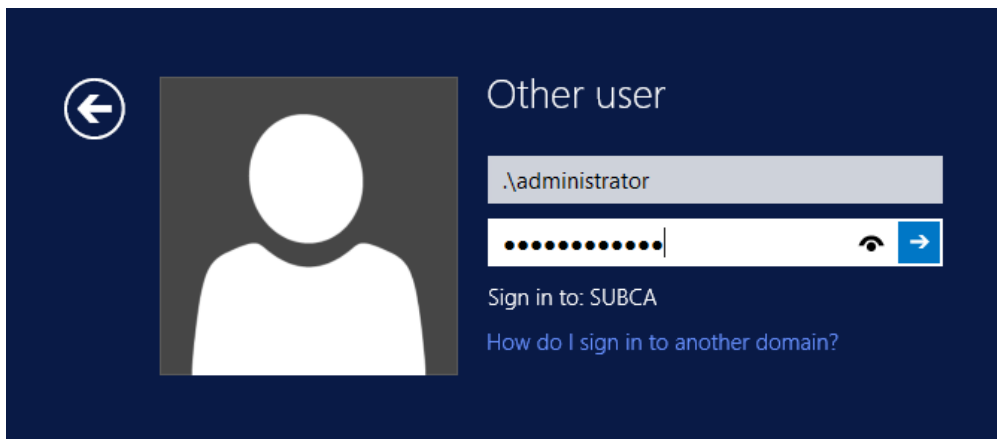 Other user
.\administrator
••••••••••••
Sign in to: SUBCA
How do I sign in to another domain?